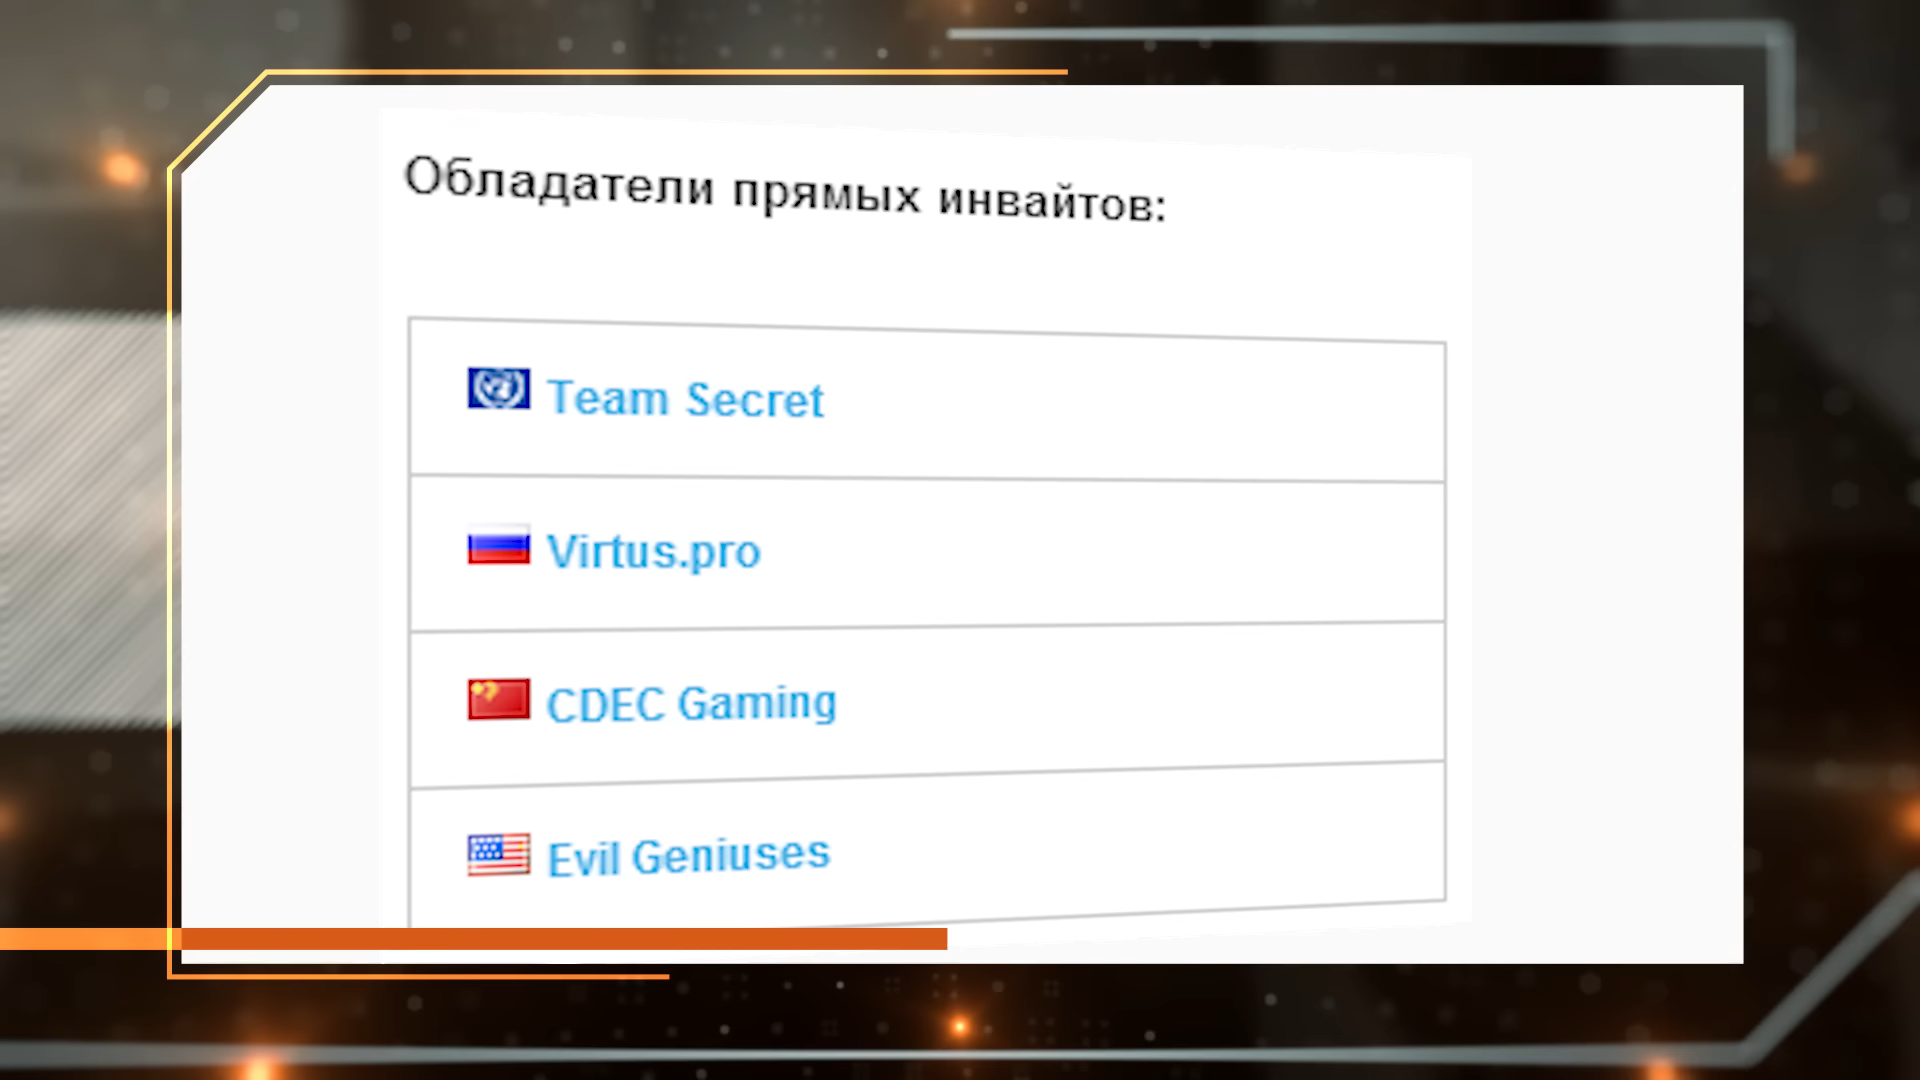 Обладатели прямых инвайтов:
Team Secret
Virtus.pro
CDEC Gaming
Evil Geniuses